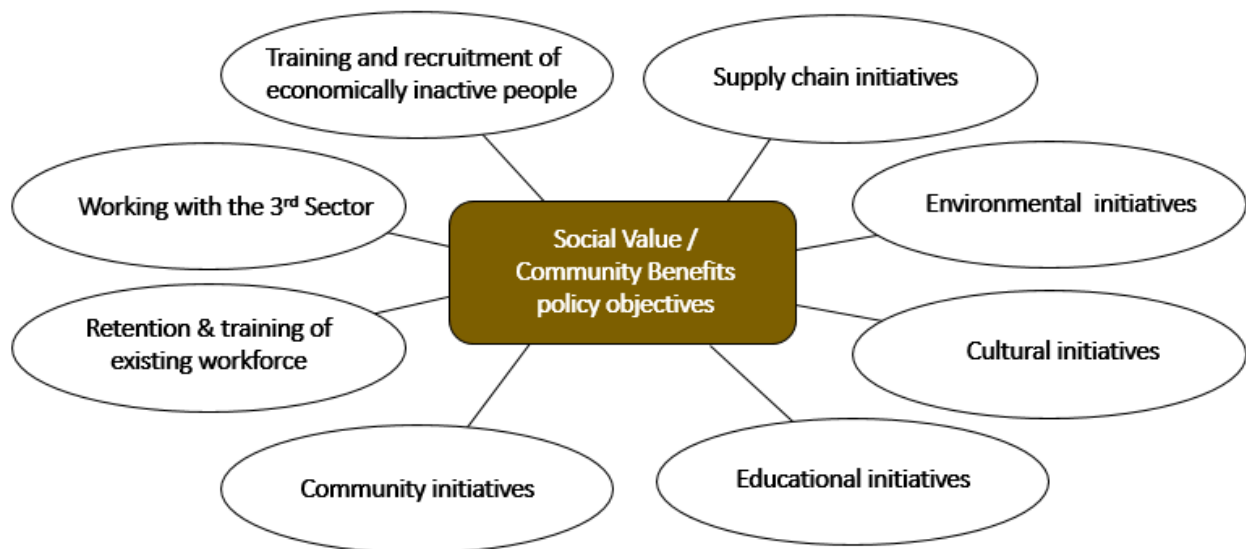 Training and recruitment of
economically inactive people
Supply chain initiatives
Working with the 3rd Sector
Environmental initiatives
Social Value /
Community Benefits
policy objectives
Retention & training of
existing workforce
Cultural initiatives
Community initiatives
Educational initiatives